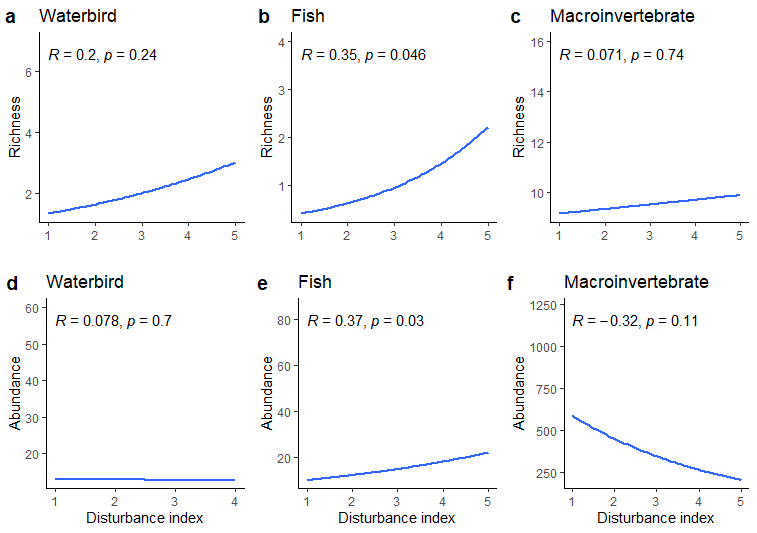 a Waterbird
R = 0.2, p = 0.24
Richness
6
4
2
1 2 3 4 5
b Fish
R = 0.35, p = 0.046
Richness
4
3
2
1
1 2 3 4 5
c Macroinvertebrate
R = 0.071, p = 0.74
Richness
16
14
12
10
1 2 3 4 5
d Waterbird
R = 0.078, p = 0.7
Abundance
60
50
40
30
20
1 2 3 4
Disturbance index
e Fish
R = 0.37, p = 0.03
Abundance
80
60
40
20
1 2 3 4 5
Disturbance index
f Macroinvertebrate
R = −0.32, p = 0.11
Abundance
1250
1000
750
500
250
1 2 3 4 5
Disturbance index